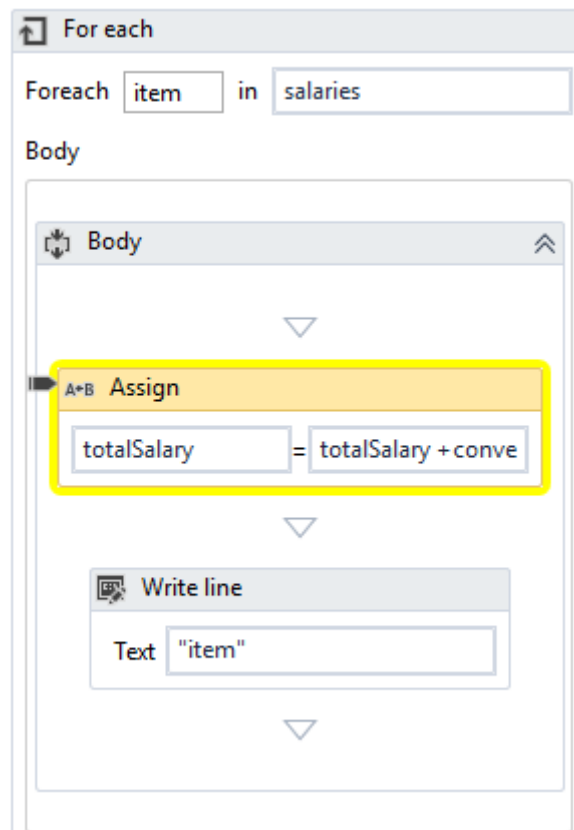 For each
Foreach item in salaries
Body
Body
A+B Assign
totalSalary = totalSalary +conve
Write line
Text "item"